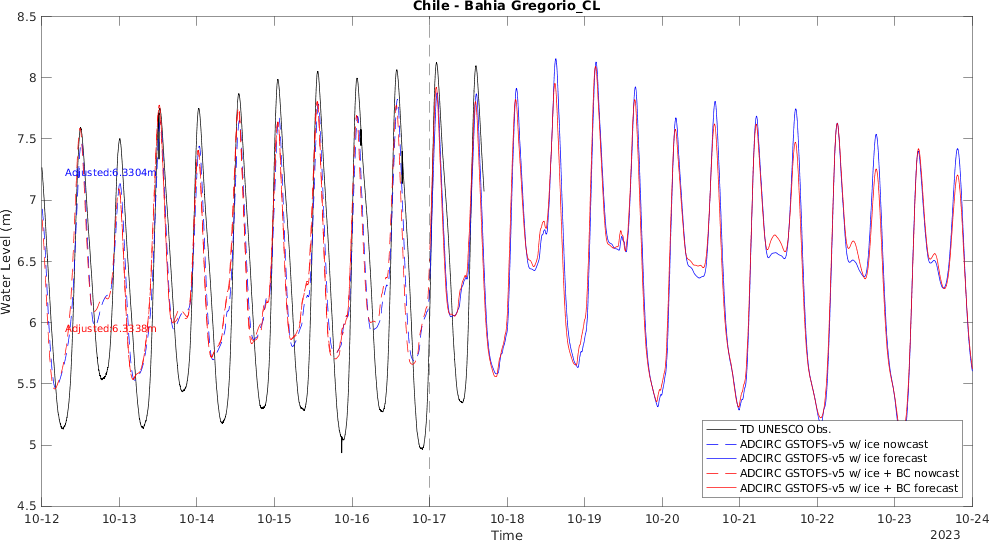 Chile - Bahia Gregorio_CL
Water Level (m)
8.5
8
7.5
7
6.5
6
5.5
5
4.5
Adjusted:6.3304m
Adjusted:6.3338m
TD UNESCO Obs.
ADCIRC GSTOFS-v5 w/ ice nowcast
ADCIRC GSTOFS-v5 w/ ice forecast
ADCIRC GSTOFS-v5 w/ ice + BC nowcast
ADCIRC GSTOFS-v5 w/ ice + BC forecast
10-12 10-13 10-14 10-15 10-16 10-17 10-18 10-19 10-20 10-21 10-22 10-23 10-24
Time
2023